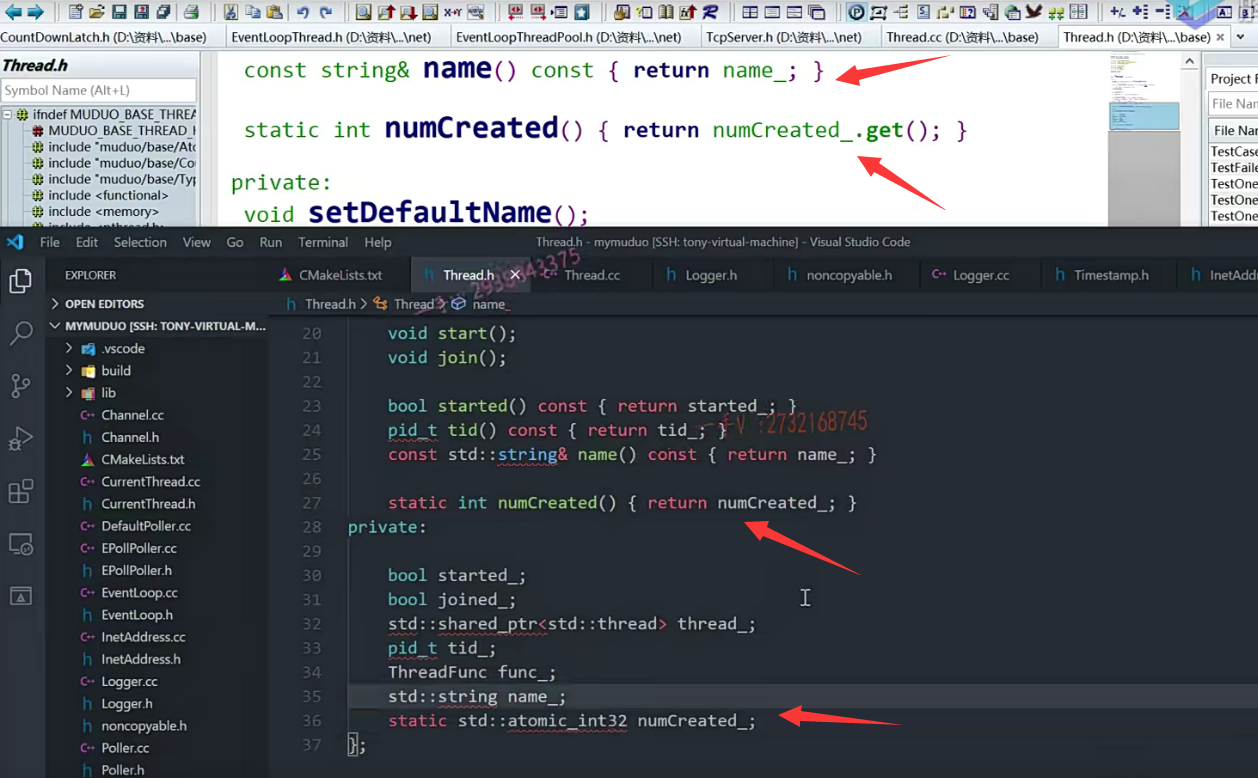 CountDownLatch.h (D:\资料\...\base)
EventLoopThread.h (D:\资料\...\net)
EventLoopThreadPool.h (D:\资料\...\net)
TcpServer.h (D:\资料\...\net)
Thread.cc (D:\资料\...\base)
Thread.h (D:\资料\...\base)
Thread.h
Symbol Name (Alt+L)
ifndef MUDUO_BASE_THREA
MUDUO_BASE_THREAD_H
include "muduo/base/Ato
include "muduo/base/Co
include "muduo/base/Typ
include <functional>
include <memory>
include <pthread.h>
const string& name() const { return name_; }
static int numCreated() { return numCreated_.get(); }
private:
void setDefaultName();
Project F
File Nam
File Nar
TestCase
TestFaile
TestOne
TestOne
TestOne
File Edit Selection View Go Run Terminal Help
Thread.h - mymuduo [SSH: tony-virtual-machine] - Visual Studio Code
EXPLORER
CMakeLists.txt
Thread.h
Thread.cc
Logger.h
noncopyable.h
Logger.cc
Timestamp.h
InetAddr
OPEN EDITORS
Thread.h > Thread > name_
MYMUDUO [SSH: TONY-VIRTUAL-M...
.vscode
build
lib
Channel.cc
Channel.h
CMakeLists.txt
CurrentThread.cc
CurrentThread.h
DefaultPoller.cc
EPollPoller.cc
EPollPoller.h
EventLoop.cc
EventLoop.h
InetAddress.cc
InetAddress.h
Logger.cc
Logger.h
noncopyable.h
Poller.cc
Poller.h
20 void start();
21 void join();
22
23 bool started() const { return started_; }
24 pid_t tid() const { return tid_; }
25 const std::string& name() const { return name_; }
26
27 static int numCreated() { return numCreated_; }
28 private:
29
30 bool started_;
31 bool joined_;
32 std::shared_ptr<std::thread> thread_;
33 pid_t tid_;
34 ThreadFunc func_;
35 std::string name_;
36 static std::atomic_int32 numCreated_;
37 };
:2732168745